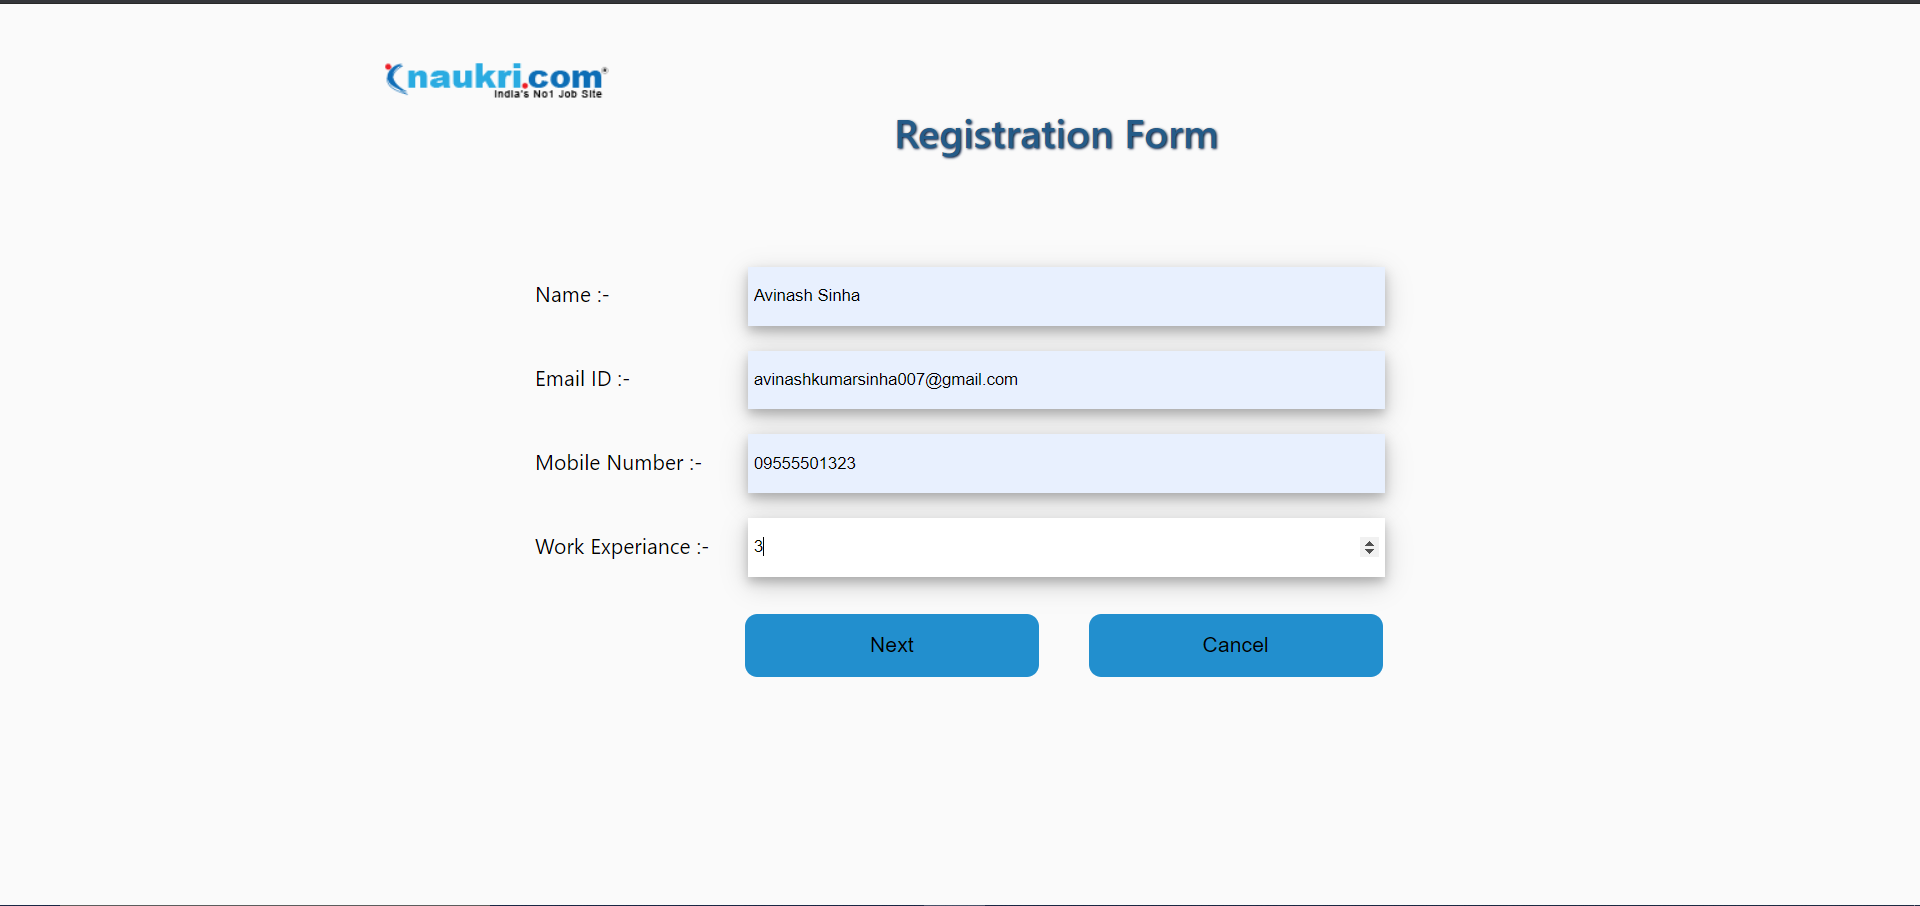 naukri.com
India's No1 Job Site
Registration Form
Name :- Avinash Sinha
Email ID :- avinashkumarsinha007@gmail.com
Mobile Number :- 09555501323
Work Experiance :- 3
Next Cancel